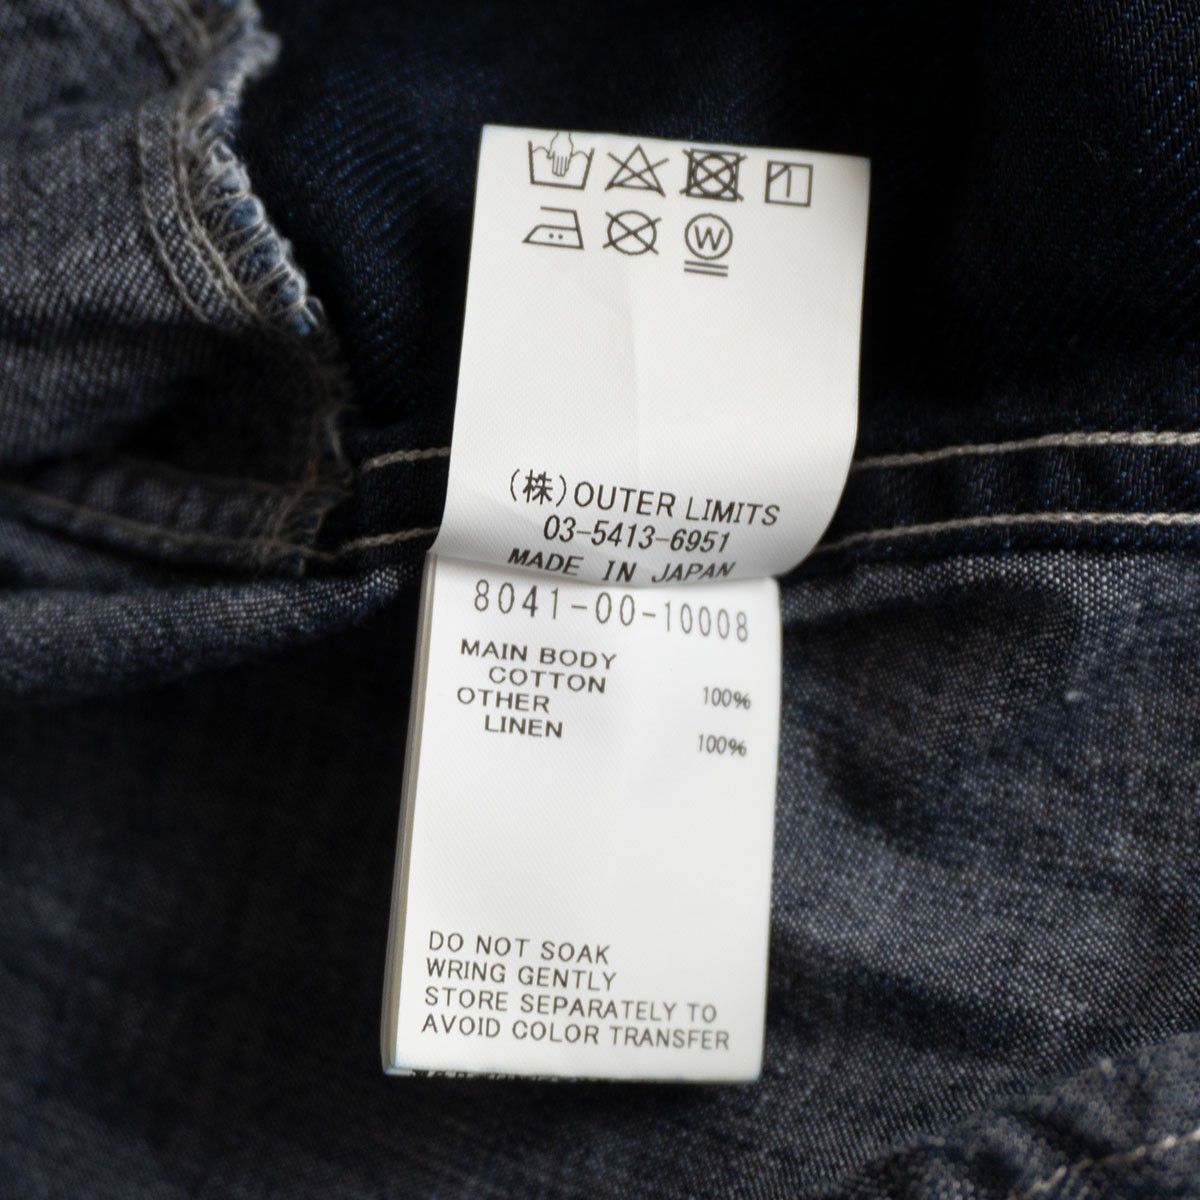 W
(株)OUTER LIMITS
03-5413-6951
MADE IN JAPAN
8041-00-10008
MAIN BODY
COTTON 100%
OTHER
LINEN 100%
DO NOT SOAK
WRING GENTLY
STORE SEPARATELY TO
AVOID COLOR TRANSFER